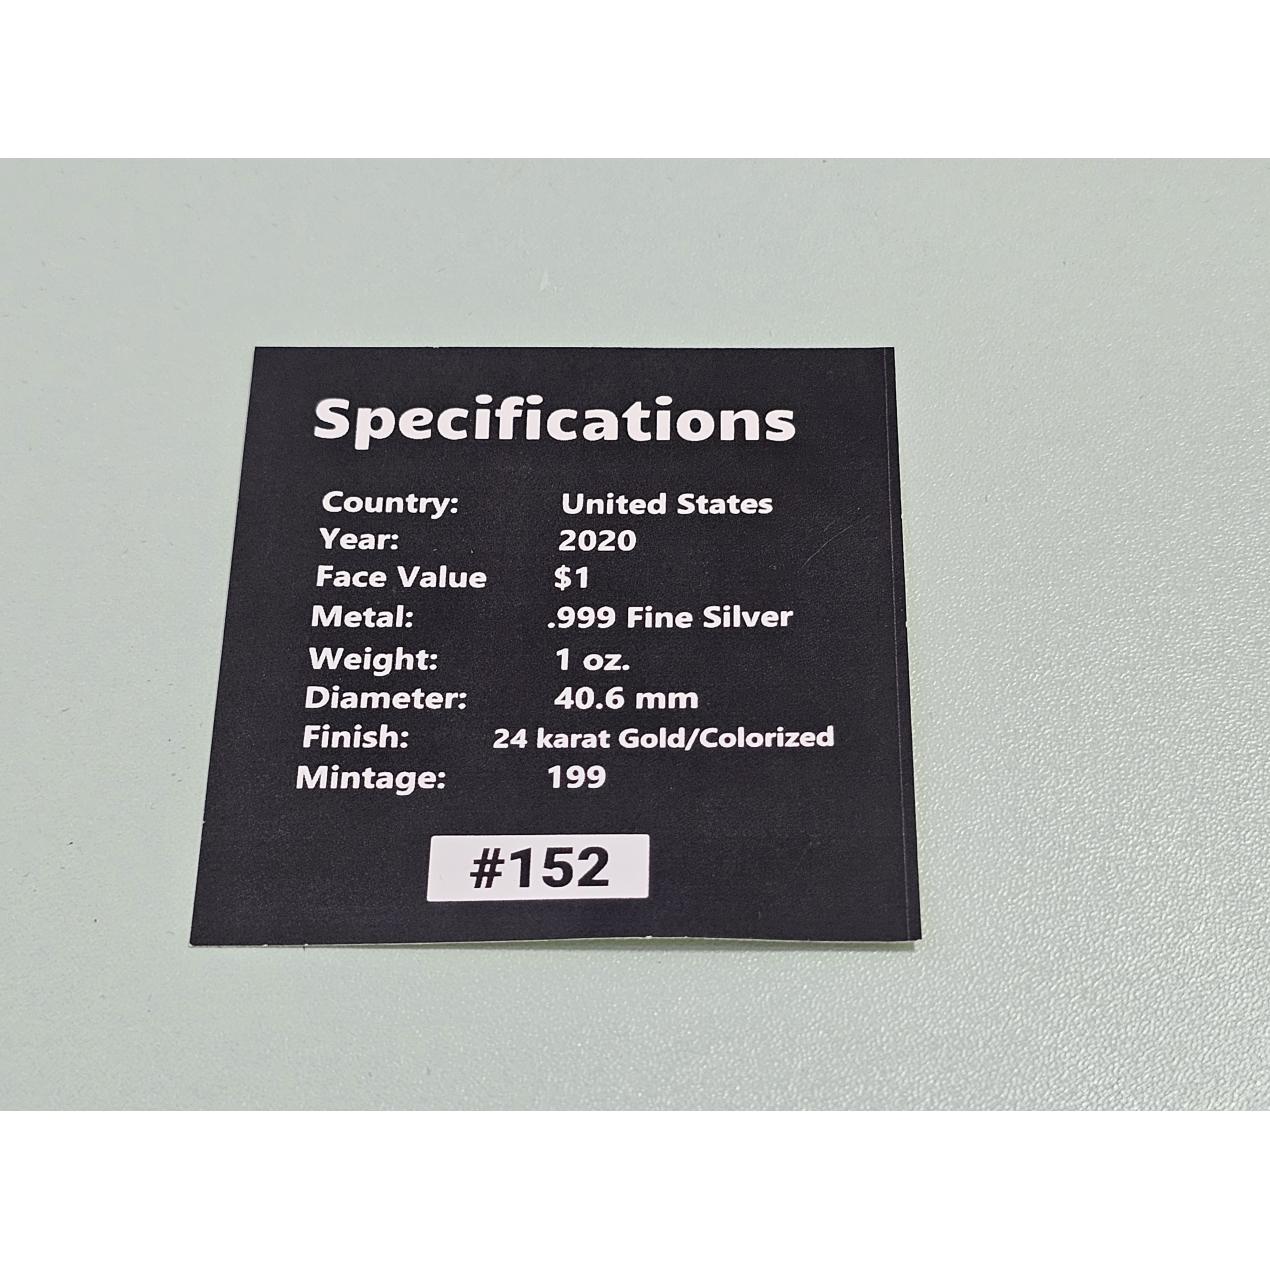 Specifications
Country: United States
Year: 2020
Face Value $1
Metal: .999 Fine Silver
Weight: 1 oz.
Diameter: 40.6 mm
Finish: 24 karat Gold/Colorized
Mintage: 199
#152